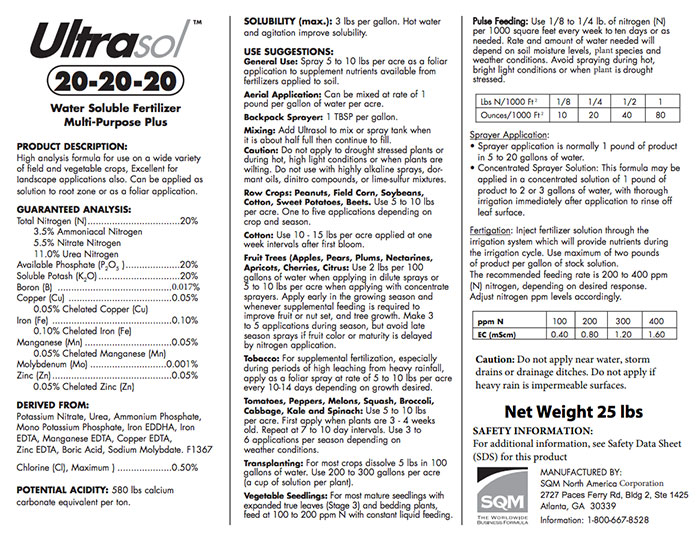 Ultrasol™
20-20-20
Water Soluble Fertilizer
Multi-Purpose Plus
PRODUCT DESCRIPTION:
High analysis formula for use on a wide variety
of field and vegetable crops, Excellent for
landscape applications also. Can be applied as
solution to root zone or as a foliar application.
GUARANTEED ANALYSIS:
Total Nitrogen (N)..............................20%
3.5% Ammoniacal Nitrogen
5.5% Nitrate Nitrogen
11.0% Urea Nitrogen
Available Phosphate (P₂O₅ )..................20%
Soluble Potash (K₂O)...........................20%
Boron (B) ......................................0.017%
Copper (Cu) ....................................0.05%
0.05% Chelated Copper (Cu)
Iron (Fe) ........................................0.10%
0.10% Chelated Iron (Fe)
Manganese (Mn) ..............................0.05%
0.05% Chelated Manganese (Mn)
Molybdenum (Mo) ..........................0.001%
Zinc (Zn)........................................0.05%
0.05% Chelated Zinc (Zn)
DERIVED FROM:
Potassium Nitrate, Urea, Ammonium Phosphate,
Mono Potassium Phosphate, Iron EDDHA, Iron
EDTA, Manganese EDTA, Copper EDTA,
Zinc EDTA, Boric Acid, Sodium Molybdate. F1367
Chlorine (Cl), Maximum ) ....................0.50%
POTENTIAL ACIDITY: 580 lbs calcium
carbonate equivalent per ton.
SOLUBILITY (max.): 3 lbs per gallon. Hot water
and agitation improve solubility.
USE SUGGESTIONS:
General Use: Spray 5 to 10 lbs per acre as a foliar
application to supplement nutrients available from
fertilizers applied to soil.
Aerial Application: Can be mixed at rate of 1
pound per gallon of water per acre.
Backpack Sprayer: 1 TBSP per gallon.
Mixing: Add Ultrasol to mix or spray tank when
it is about half full then continue to fill.
Caution: Do not apply to drought stressed plants or
during hot, high light conditions or when plants are
wilting. Do not use with highly alkaline sprays, dor-
mant oils, dinitro compounds, or lime-sulfur mixtures.
Row Crops: Peanuts, Field Corn, Soybeans,
Cotton, Sweet Potatoes, Beets. Use 5 to 10 lbs
per acre. One to five applications depending on
crop and season.
Cotton: Use 10 - 15 lbs per acre applied at one
week intervals after first bloom.
Fruit Trees (Apples, Pears, Plums, Nectarines,
Apricots, Cherries, Citrus: Use 2 lbs per 100
gallons of water when applying in dilute sprays or
5 to 10 lbs per acre when applying with concentrate
sprayers. Apply early in the growing season and
whenever supplemental feeding is required to
improve fruit or nut set, and tree growth. Make 3
to 5 applications during season, but avoid late
season sprays if fruit color or maturity is delayed
by nitrogen application.
Tobacco: For supplemental fertilization, especially
during periods of high leaching from heavy rainfall,
apply as a foliar spray at rate of 5 to 10 lbs per acre
every 10-14 days depending on growth desired.
Tomatoes, Peppers, Melons, Squash, Broccoli,
Cabbage, Kale and Spinach: Use 5 to 10 lbs
per acre. First apply when plants are 3 - 4 weeks
old. Repeat at 7 to 10 day intervals. Use 3 to
6 applications per season depending on
weather conditions.
Transplanting: For most crops dissolve 5 lbs in 100
gallons of water. Use 200 to 300 gallons per acre
(a cup of solution per plant).
Vegetable Seedlings: For most mature seedlings with
expanded true leaves (Stage 3) and bedding plants,
feed at 100 to 200 ppm N with constant liquid feeding.
Pulse Feeding: Use 1/8 to 1/4 lb. of nitrogen (N)
per 1000 square feet every week to ten days or as
needed. Rate and amount of water needed will
depend on soil moisture levels, plant species and
weather conditions. Avoid spraying during hot,
bright light conditions or when plant is drought
stressed.
Lbs N/1000 Ft² 1/8 1/4 1/2 1
Ounces/1000 Ft² 10 20 40 80
Sprayer Application:
• Sprayer application is normally 1 pound of product
in 5 to 20 gallons of water.
• Concentrated Sprayer Solution: This formula may be
applied in a concentrated solution of 1 pound of
product to 2 or 3 gallons of water, with thorough
irrigation immediately after application to rinse off
leaf surface.
Fertigation: Inject fertilizer solution through the
irrigation system which will provide nutrients during
the irrigation cycle. Use maximum of two pounds
of product per gallon of stock solution.
The recommended feeding rate is 200 to 400 ppm
(N) nitrogen, depending on desired response.
Adjust nitrogen ppm levels accordingly.
ppm N 100 200 300 400
EC (mScm) 0.40 0.80 1.20 1.60
Caution: Do not apply near water, storm
drains or drainage ditches. Do not apply if
heavy rain is impermeable surfaces.
Net Weight 25 lbs
SAFETY INFORMATION:
For additional information, see Safety Data Sheet
(SDS) for this product
SQM
THE WORLDWIDE
BUSINESS FORMULA
MANUFACTURED BY:
SQM North America Corporation
2727 Paces Ferry Rd, Bldg 2, Ste 1425
Atlanta, GA 30339
Information: 1-800-667-8528